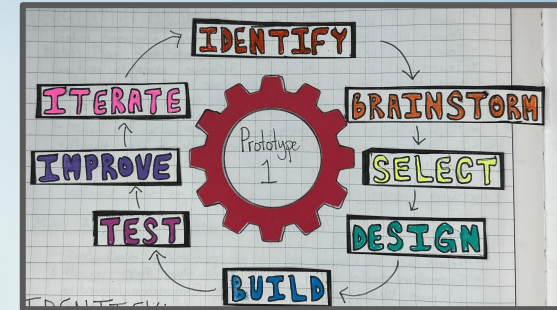 IDENTIFY
BRAINSTORM
SELECT
DESIGN
BUILD
TEST
IMPROVE
ITERATE
Prototype
1